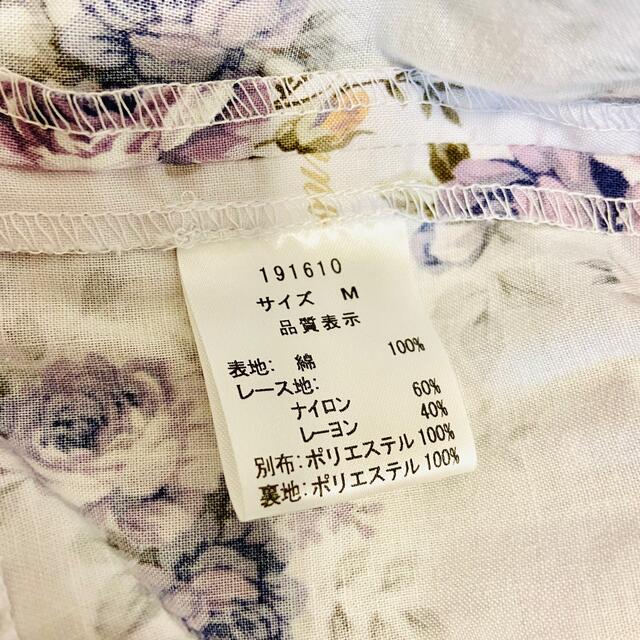 191610
サイズ M
品質表示
表地: 綿 100%
レース地:
ナイロン 60%
レーヨン 40%
別布:ポリエステル 100%
裏地:ポリエステル 100%